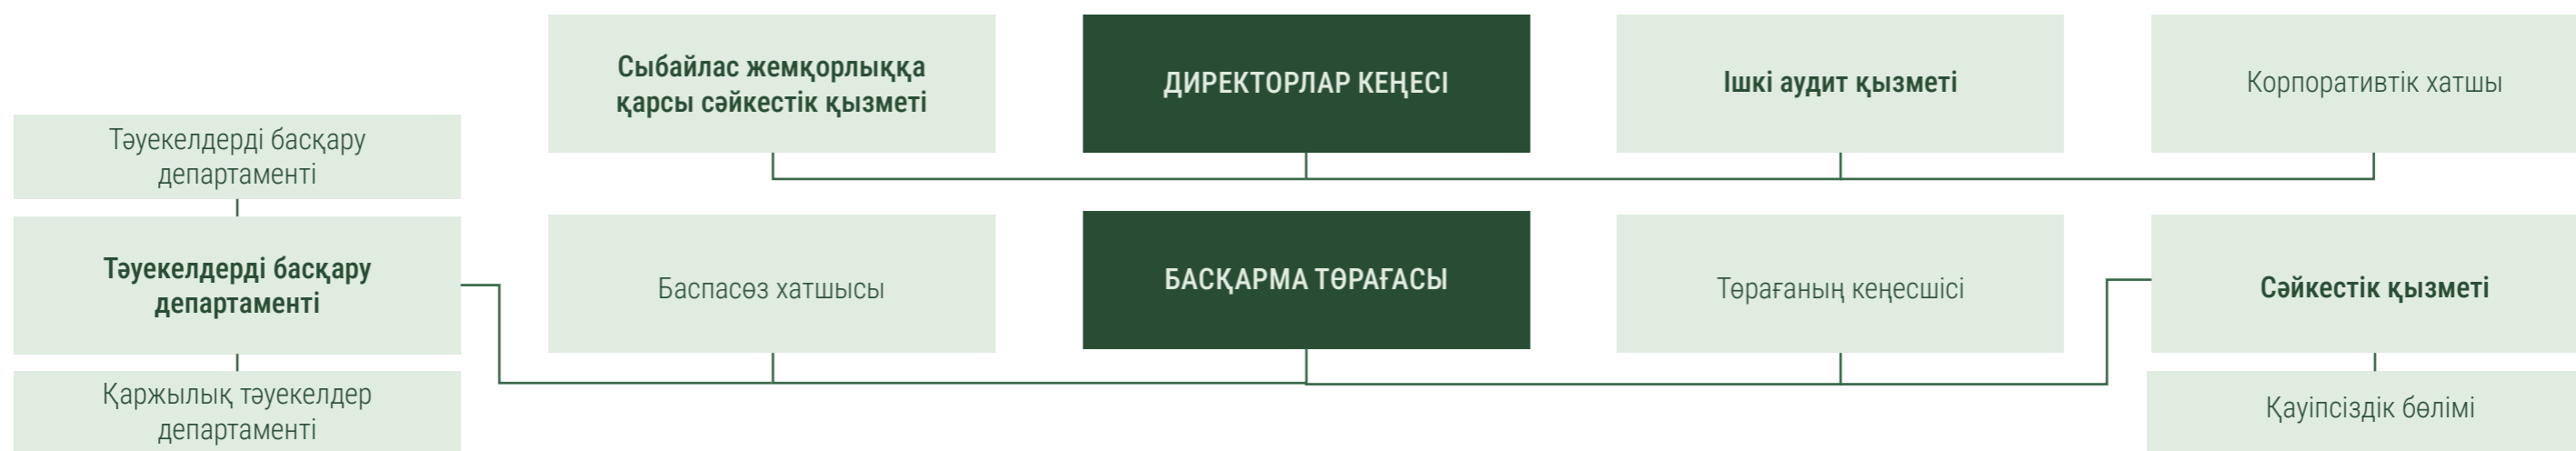 Сыбайлас жемқорлыққа
қарсы сәйкестік қызметі
ДИРЕКТОРЛАР КЕҢЕСІ
Ішкі аудит қызметі
Корпоративтік хатшы
Тәуекелдерді басқару
департаменті
Тәуекелдерді басқару
департаменті
Баспасөз хатшысы
БАСҚАРМА ТӨРАҒАСЫ
Төрағаның кеңесшісі
Сәйкестік қызметі
Қаржылық тәуекелдер
департаменті
Қауіпсіздік бөлімі